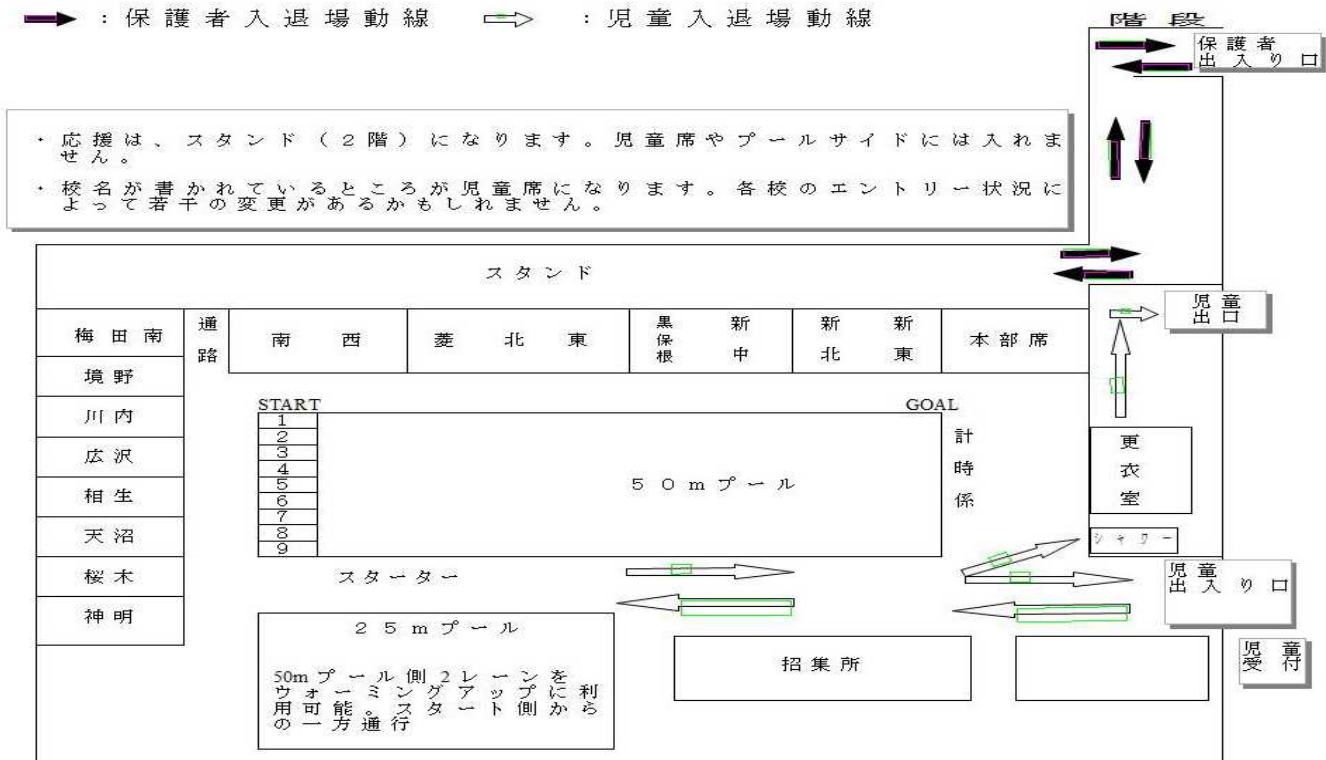 ：保護者入退場動線　：児童入退場動線
階段
保護者
出入り口
・応援は、スタンド（２階）になります。児童席やプールサイドには入れま
せん。
・校名が書かれているところが児童席になります。各校のエントリー状況に
よって若干の変更があるかもしれません。
スタンド
児童
出口
梅田南
通路
南　西
菱　北　東
黒保根　新中
新北　新東
本部席
境野
川内
広沢
相生
天沼
桜木
神明
START
GOAL
1
2
3
4
5
6
7
8
9
５０ｍプール
計時係
更衣室
シャワー
スターター
児童
出入り口
２５ｍプール
50mプール側2レーンを
ウォーミングアップに利
用可能。スタート側から
の一方通行
招集所
児童
受付